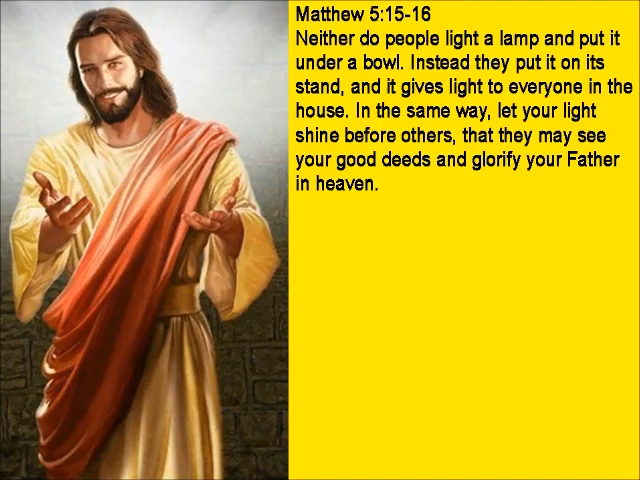 Matthew 5:15-16
Neither do people light a lamp and put it
under a bowl. Instead they put it on its
stand, and it gives light to everyone in the
house. In the same way, let your light
shine before others, that they may see
your good deeds and glorify your Father
in heaven.